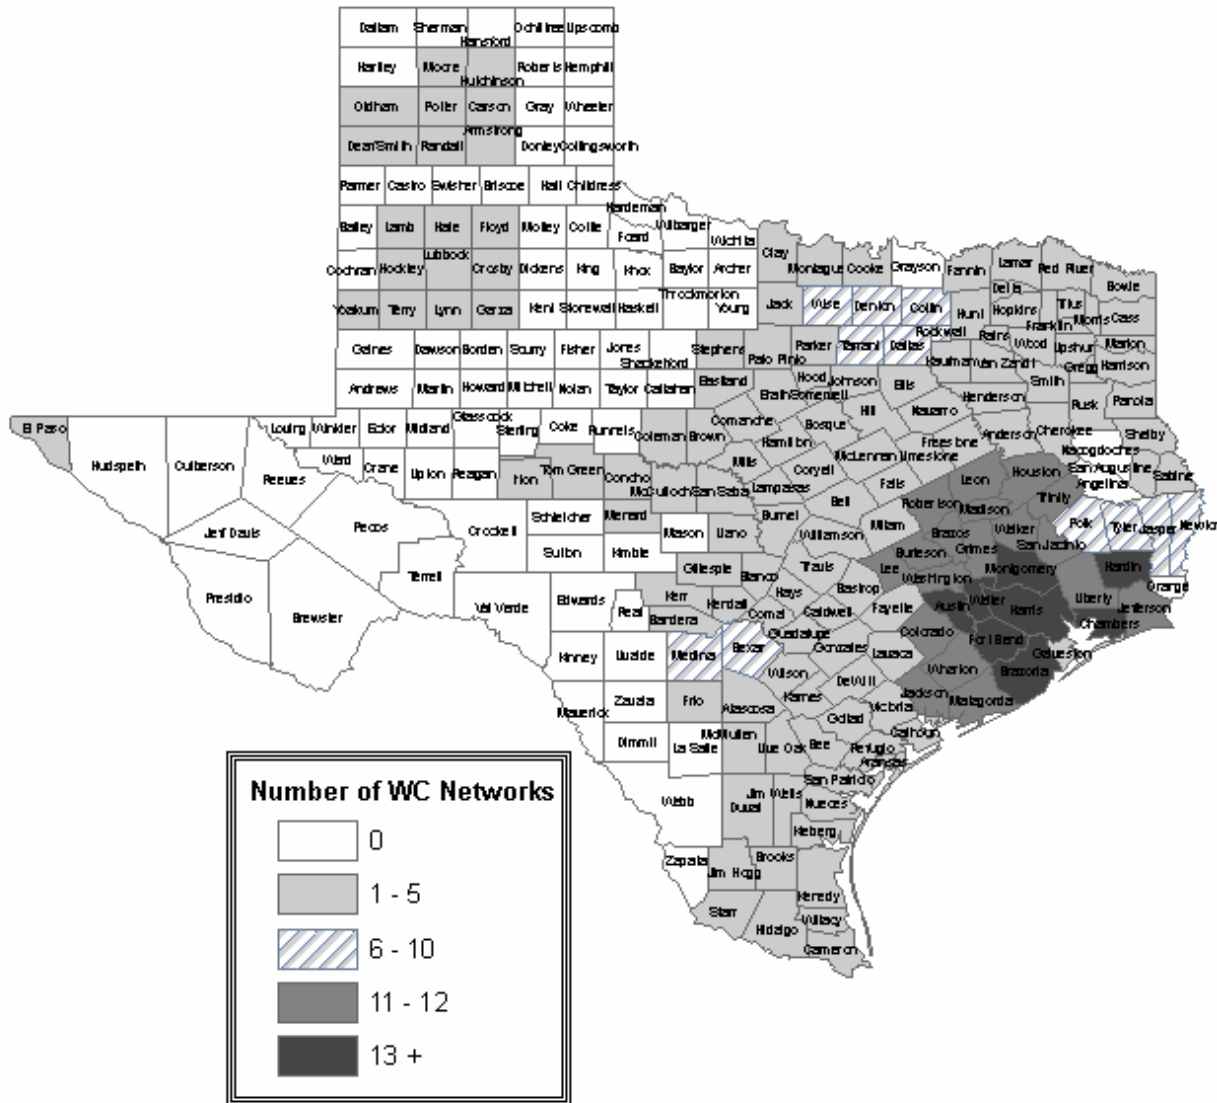 Dallam Sherman Hansford Ochiltree Lipscomb
Hartley Moore Hutchinson Roberts Hemphill
Oldham Potter Carson Gray Wheeler
Deaf Smith Randall Armstrong Donley Collingsworth
Parmer Castro Swisher Briscoe Hall Childress
Hardeman
Bailey Lamb Hale Floyd Motley Cottle Foard Wilbarger Wichita Clay Montague Cooke Grayson Fannin Lamar Red River Bowie
Cochran Hockley Lubbock Crosby Dickens King Knox Baylor Archer
Yoakum Terry Lynn Garza Kent Stonewall Haskell Throckmorton Young Jack Wise Denton Collin Hunt Delta Hopkins Franklin Titus Morris Cass
Rockwall Rains Wood Upshur Marion
Gaines Dawson Borden Scurry Fisher Jones Shackelford Stephens Palo Pinto Parker Tarrant Dallas Kaufman Van Zandt Gregg Harrison
Andrews Martin Howard Mitchell Nolan Taylor Callahan Eastland Erath Hood Somervell Johnson Ellis Henderson Smith Rusk Panola
El Paso Hudspeth Culberson Loving Winkler Ector Midland Glasscock Sterling Coke Runnels Coleman Brown Comanche Bosque Hill Navarro Anderson Cherokee Shelby
Reeves Ward Crane Upton Reagan Irion Tom Green Concho McCulloch San Saba Mills Hamilton Coryell McLennan Limestone Freestone Nacogdoches San Augustine Sabine Angelina
Jeff Davis Pecos Crockett Schleicher Menard Mason Llano Lampasas Burnet Bell Falls Robertson Leon Houston Madison Trinity Polk Tyler Jasper Newton
Presidio Brewster Terrell Val Verde Sutton Kimble Gillespie Blanco Williamson Travis Milam Lee Burleson Brazos Grimes Walker San Jacinto Hardin Orange
Edwards Real Kerr Kendall Bandera Comal Hays Caldwell Bastrop Fayette Washington Austin Waller Montgomery Harris Liberty Jefferson Chambers
Kinney Uvalde Medina Bexar Guadalupe Gonzales Lavaca Colorado Fort Bend Galveston Brazoria
Maverick Zavala Frio Atascosa Wilson Karnes DeWitt Victoria Jackson Wharton Matagorda
Dimmit La Salle McMullen Live Oak Bee Goliad Refugio Calhoun Aransas
Webb Duval Jim Wells San Patricio Nueces Kleberg
Zapata Jim Hogg Brooks Kenedy
Starr Hidalgo Willacy Cameron
Number of WC Networks
0
1 - 5
6 - 10
11 - 12
13 +